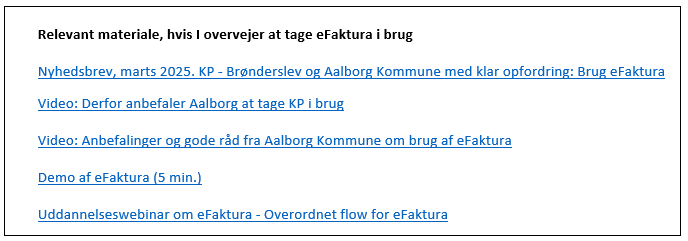 Relevant materiale, hvis I overvejer at tage eFaktura i brug
Nyhedsbrev, marts 2025. KP - Brønderslev og Aalborg Kommune med klar opfordring: Brug eFaktura
Video: Derfor anbefaler Aalborg at tage KP i brug
Video: Anbefalinger og gode råd fra Aalborg Kommune om brug af eFaktura
Demo af eFaktura (5 min.)
Uddannelseswebinar om eFaktura - Overordnet flow for eFaktura